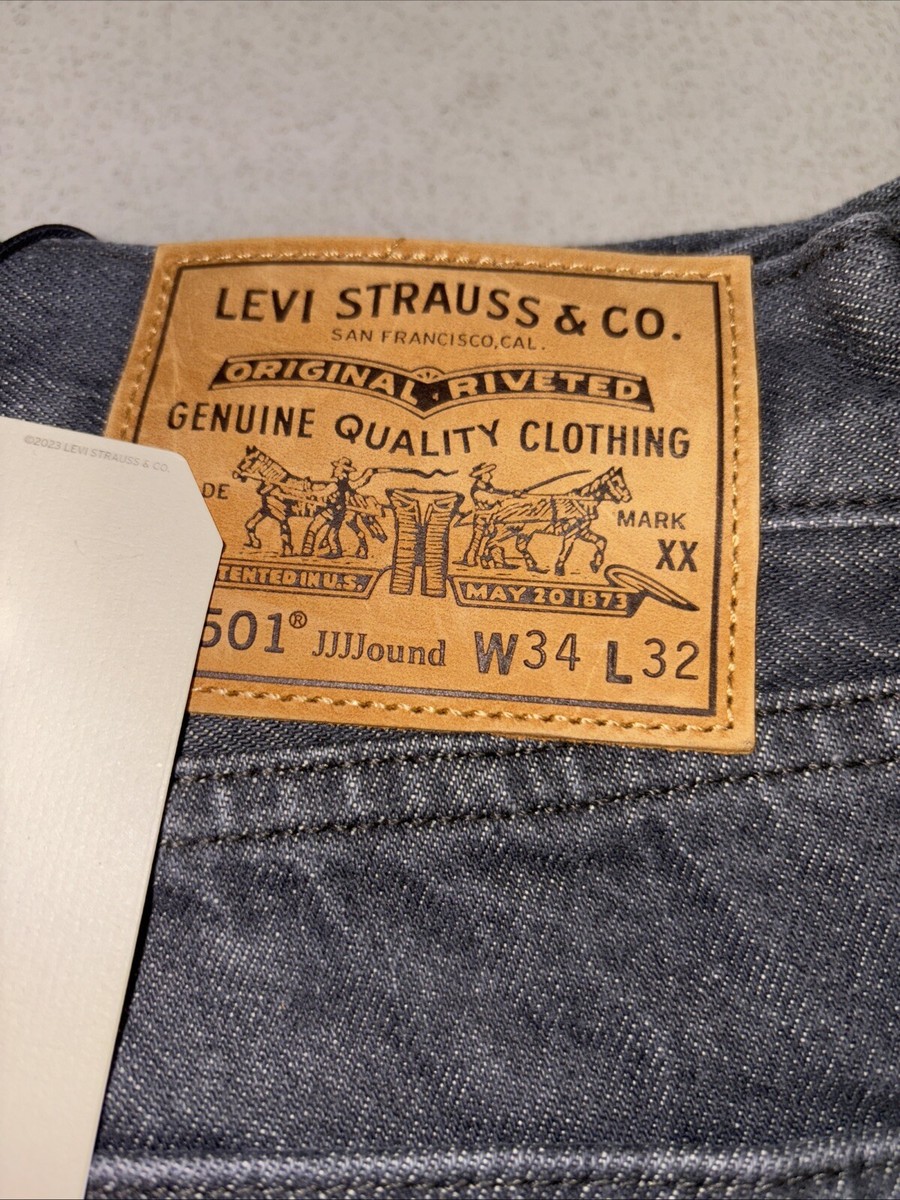 LEVI STRAUSS & CO.
SAN FRANCISCO, CAL.
ORIGINAL RIVETED
GENUINE QUALITY CLOTHING
©2023 LEVI STRAUSS & CO.
DE MARK
XX
TENTED IN U.S. MAY 20 1873
501® JJJJound W34 L32